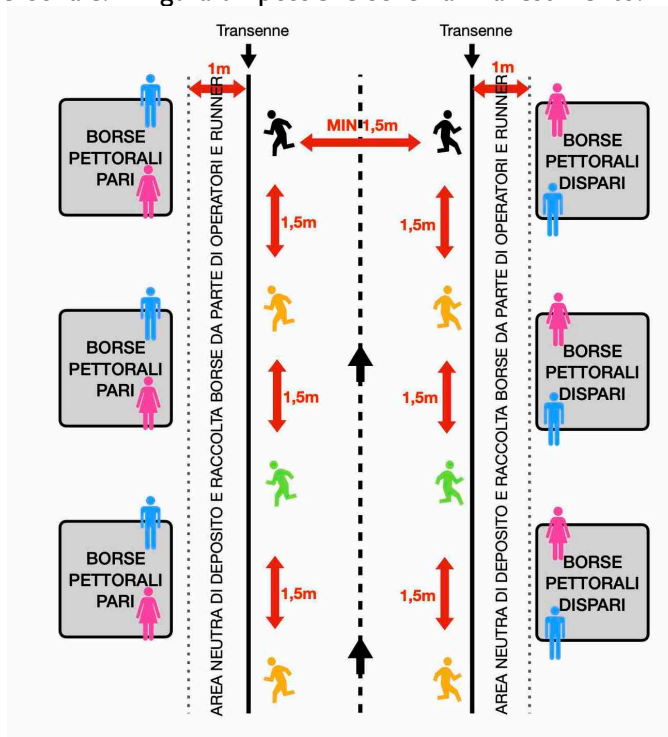 Transenne
Transenne
1m
1m
MIN 1,5m
BORSE
PETTORALI
PARI
BORSE
PETTORALI
DISPARI
1,5m
1,5m
BORSE
PETTORALI
PARI
BORSE
PETTORALI
DISPARI
1,5m
1,5m
BORSE
PETTORALI
PARI
BORSE
PETTORALI
DISPARI
1,5m
1,5m
AREA NEUTRA DI DEPOSITO E RACCOLTA BORSE DA PARTE DI OPERATORI E RUNNER
AREA NEUTRA DI DEPOSITO E RACCOLTA BORSE DA PARTE DI OPERATORI E RUNNER